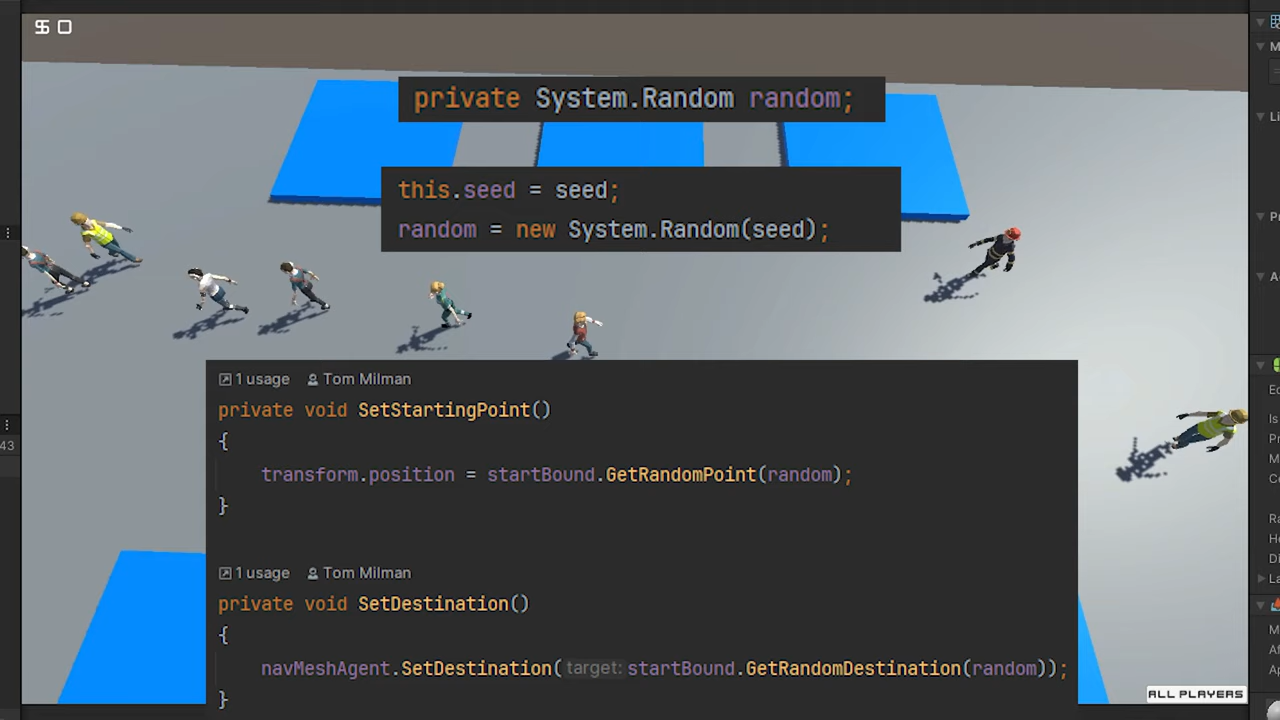 private System.Random random;
this.seed = seed;
random = new System.Random(seed);
1 usage Tom Milman
private void SetStartingPoint()
{
transform.position = startBound.GetRandomPoint(random);
}
1 usage Tom Milman
private void SetDestination()
{
navMeshAgent.SetDestination(target: startBound.GetRandomDestination(random));
}
ALL PLAYERS
43